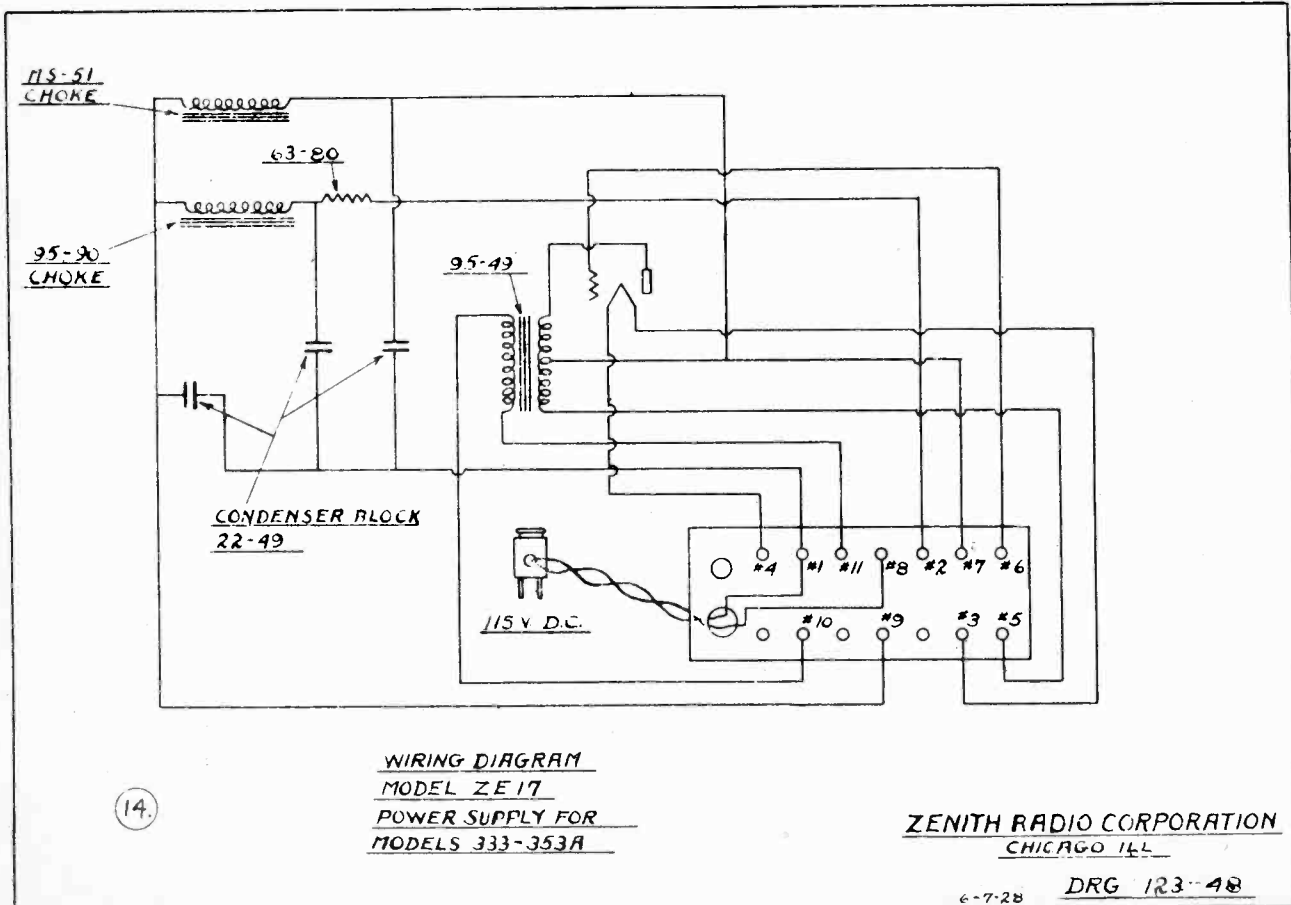 MS-51
CHOKE
63-80
95-90
CHOKE
95-49
CONDENSER BLOCK
22-49
115 V. D.C.
#4 #1 #11 #8 #2 #7 #6
#10 #9 #3 #5
WIRING DIAGRAM
MODEL ZE17
POWER SUPPLY FOR
MODELS 333-353A
14.
ZENITH RADIO CORPORATION
CHICAGO ILL
6-7-28 DRG 123-48